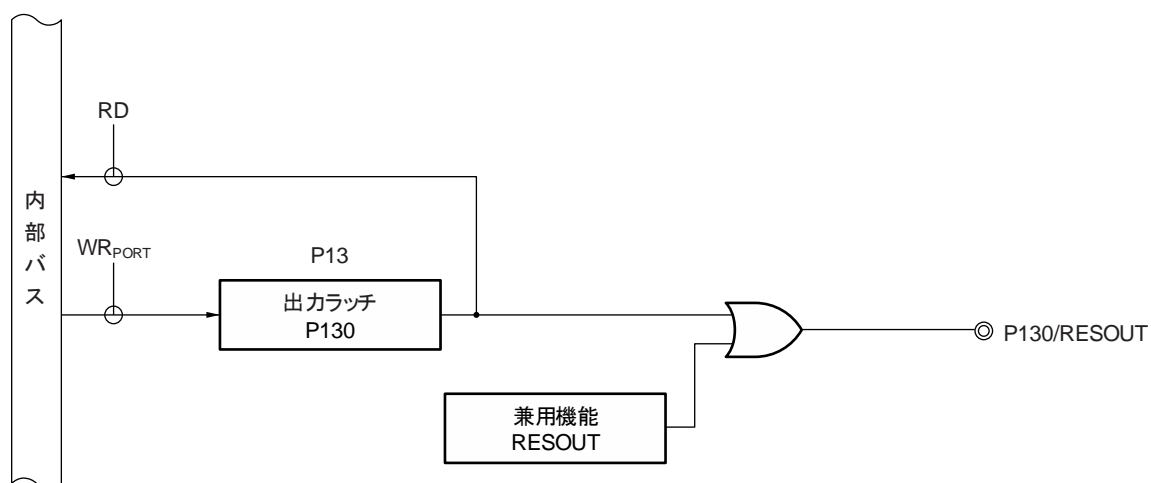 RD
内部バス
WRPORT
P13
出力ラッチ
P130
P130/RESOUT
兼用機能
RESOUT